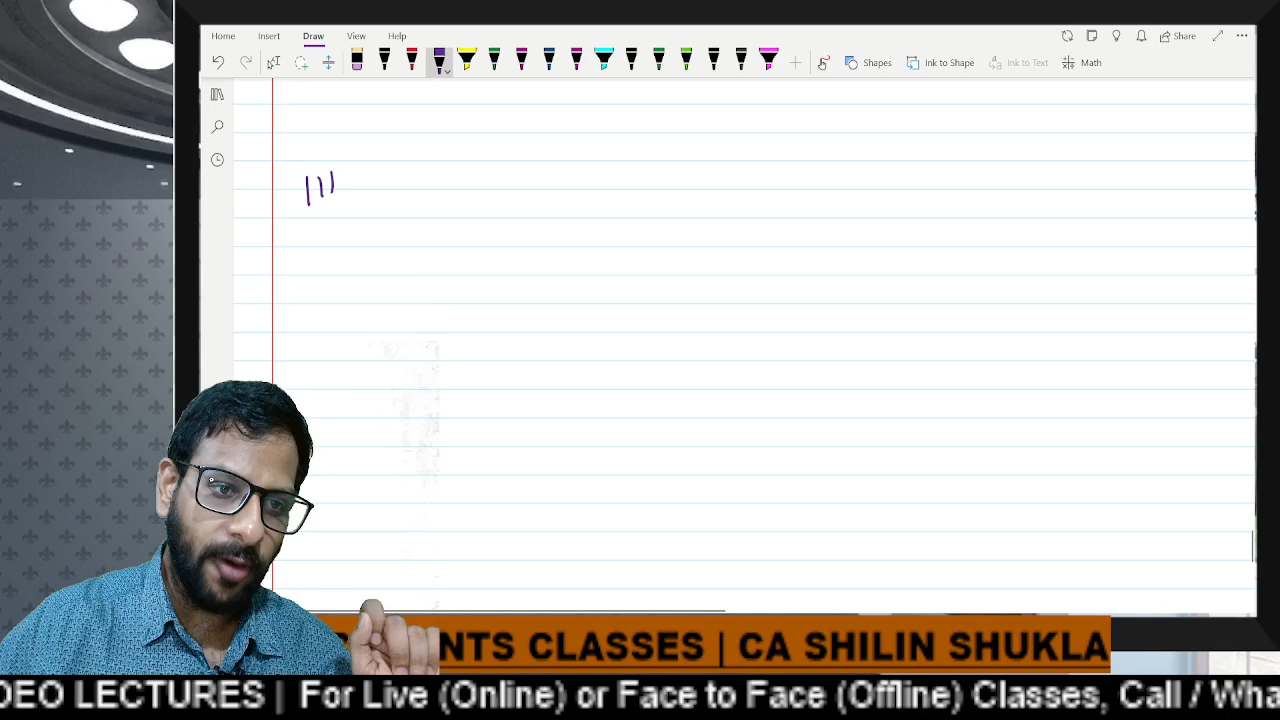 Home Insert Draw View Help Share
Shapes Ink to Shape Ink to Text Math
NTS CLASSES | CA SHILIN SHUKLA
DEO LECTURES | For Live (Online) or Face to Face (Offline) Classes, Call / Wha